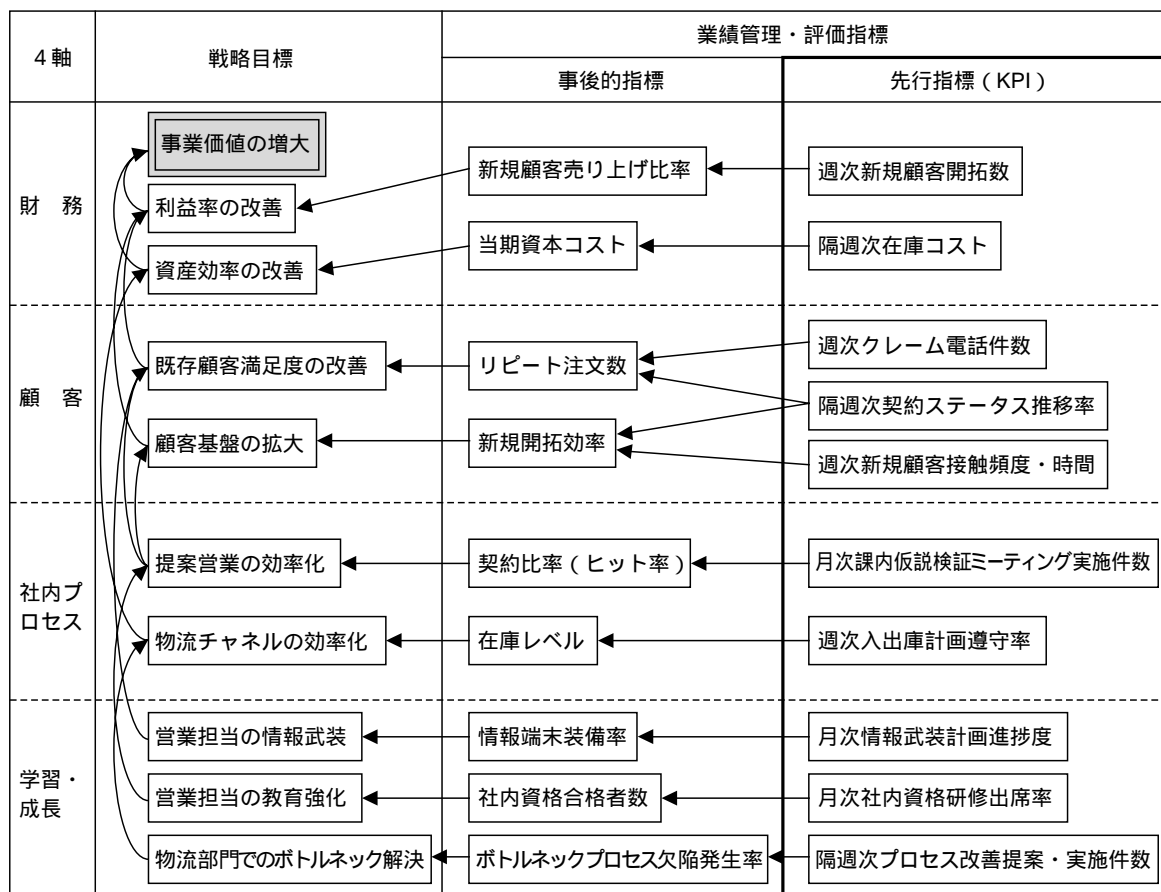 4軸
戦略目標
業績管理・評価指標
事後的指標
先行指標（KPI）
財　務
事業価値の増大
利益率の改善
新規顧客売り上げ比率
週次新規顧客開拓数
資産効率の改善
当期資本コスト
隔週次在庫コスト
顧　客
既存顧客満足度の改善
リピート注文数
週次クレーム電話件数
隔週次契約ステータス推移率
顧客基盤の拡大
新規開拓効率
週次新規顧客接触頻度・時間
社内プ
ロセス
提案営業の効率化
契約比率（ヒット率）
月次課内仮説検証ミーティング実施件数
物流チャネルの効率化
在庫レベル
週次入出庫計画遵守率
学習・
成長
営業担当の情報武装
情報端末装備率
月次情報武装計画進捗度
営業担当の教育強化
社内資格合格者数
月次社内資格研修出席率
物流部門でのボトルネック解決
ボトルネックプロセス欠陥発生率
隔週次プロセス改善提案・実施件数